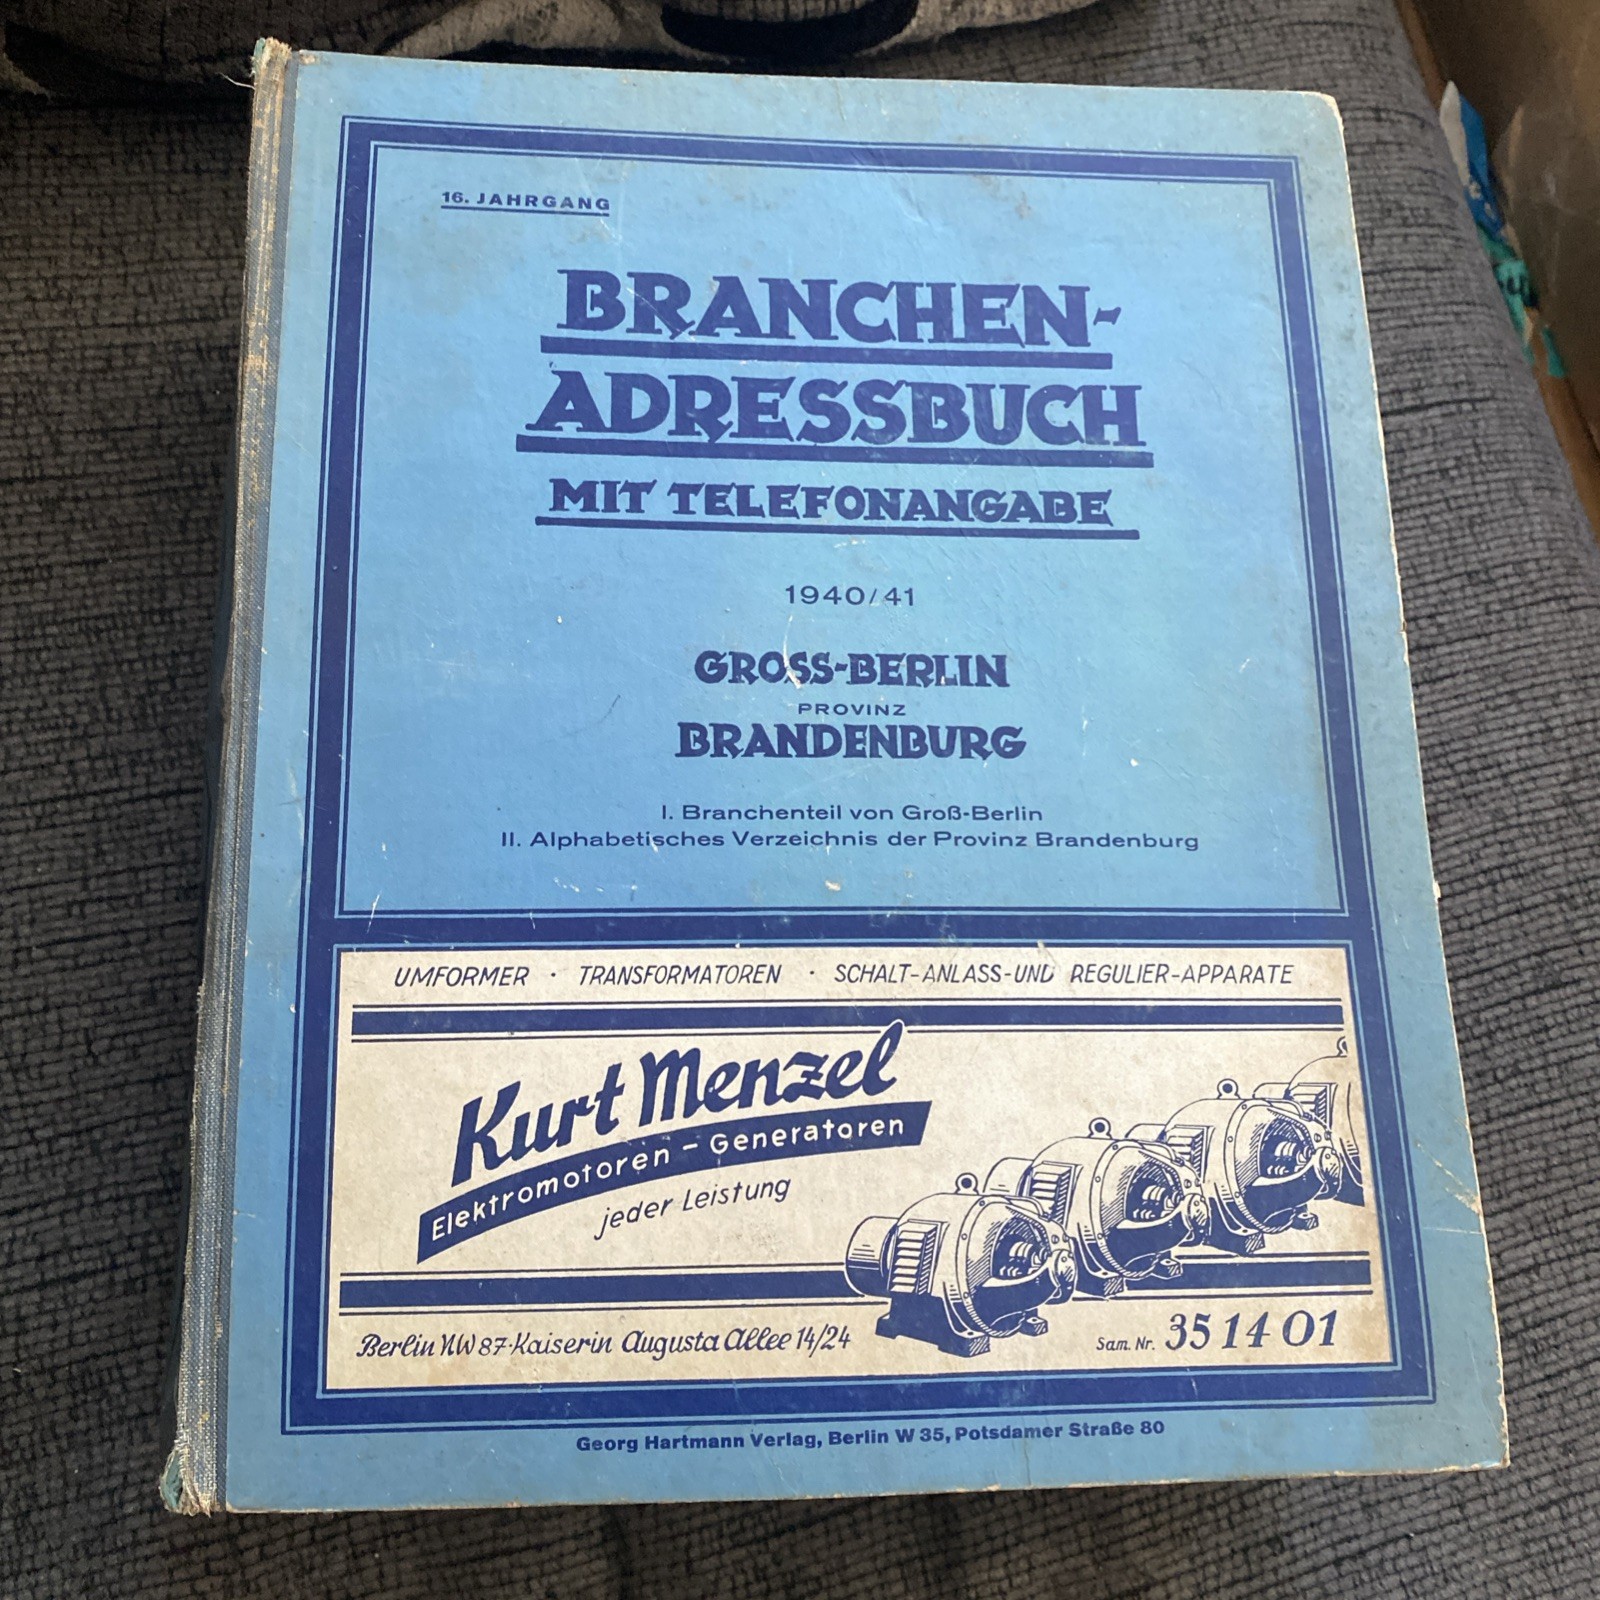 16. JAHRGANG
BRANCHEN-
ADRESSBUCH
MIT TELEFONANGABE
1940/41
GROSS-BERLIN
PROVINZ
BRANDENBURG
I. Branchenteil von Groß-Berlin
II. Alphabetisches Verzeichnis der Provinz Brandenburg
UMFORMER · TRANSFORMATOREN · SCHALT-ANLASS-UND REGULIER-APPARATE
Kurt Menzel
Elektromotoren - Generatoren
jeder Leistung
Berlin NW 87·Kaiserin Augusta Allee 14/24
Sam. Nr. 35 14 01
Georg Hartmann Verlag, Berlin W 35, Potsdamer Straße 80